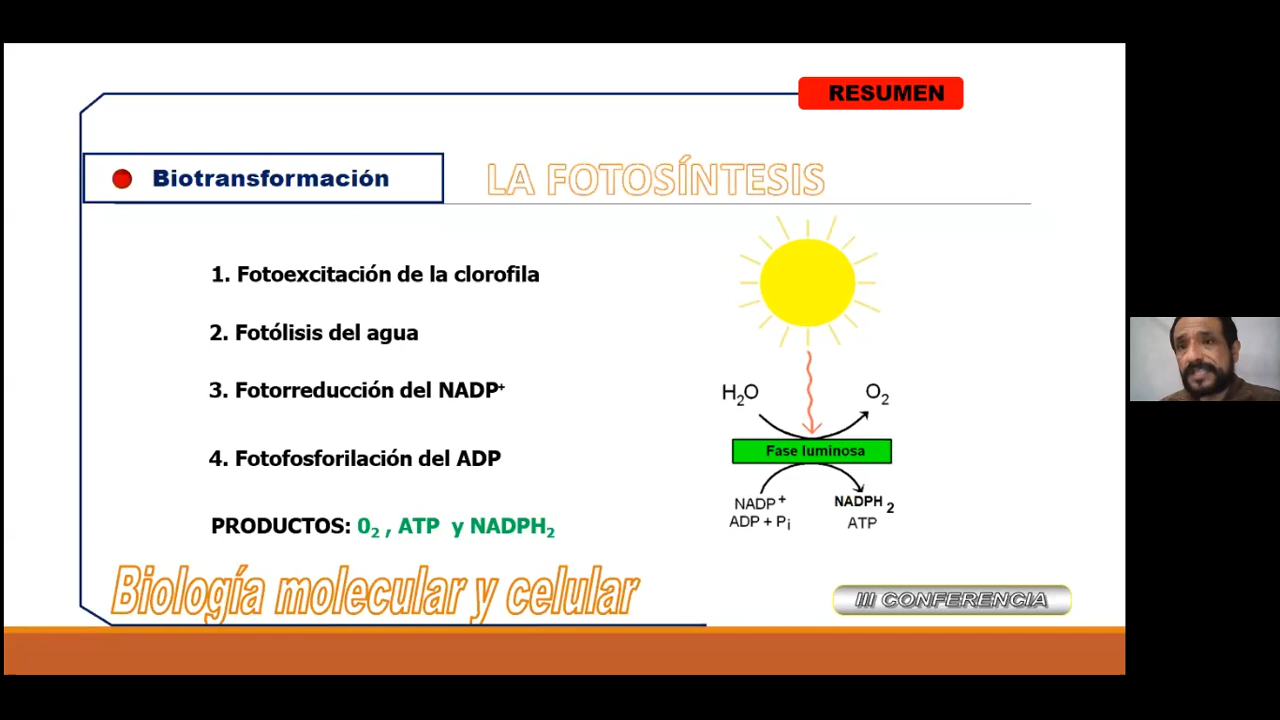 RESUMEN
Biotransformación
LA FOTOSÍNTESIS
1. Fotoexcitación de la clorofila
2. Fotólisis del agua
3. Fotorreducción del NADP⁺
4. Fotofosforilación del ADP
PRODUCTOS: 0₂ , ATP y NADPH₂
H₂O
O₂
Fase luminosa
NADP⁺
ADP + Pᵢ
NADPH₂
ATP
Biología molecular y celular
III CONFERENCIA